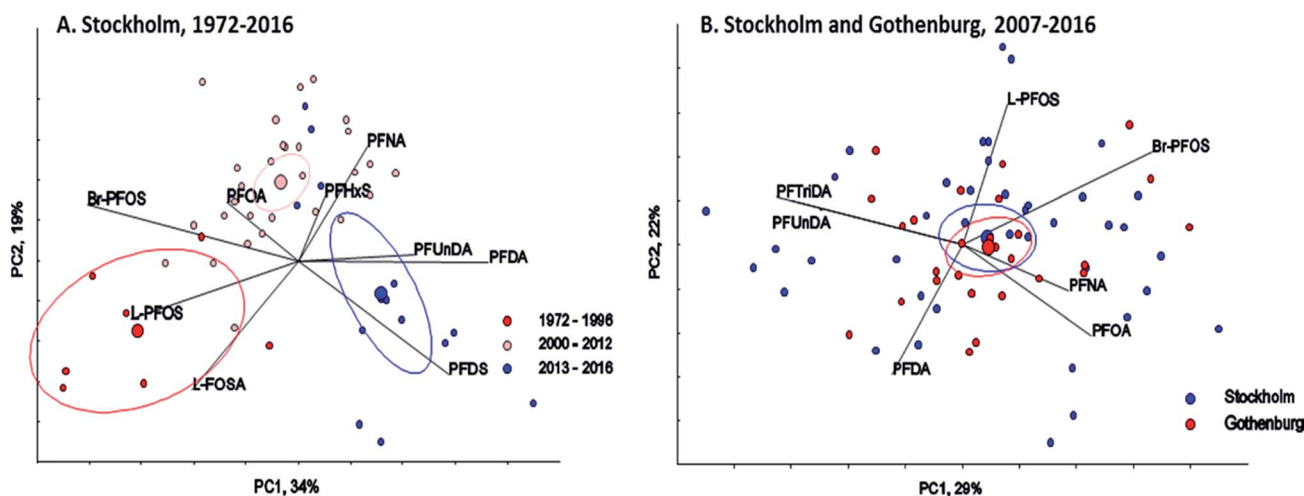 A. Stockholm, 1972-2016
PFNA
Br-PFOS
PFOA
PFHxS
PFUnDA
PFDA
L-PFOS
L-FOSA
PFDS
1972 - 1996
2000 - 2012
2013 - 2016
PC2, 19%
PC1, 34%
B. Stockholm and Gothenburg, 2007-2016
L-PFOS
Br-PFOS
PFTriDA
PFUnDA
PFNA
PFOA
PFDA
Stockholm
Gothenburg
PC2, 22%
PC1, 29%